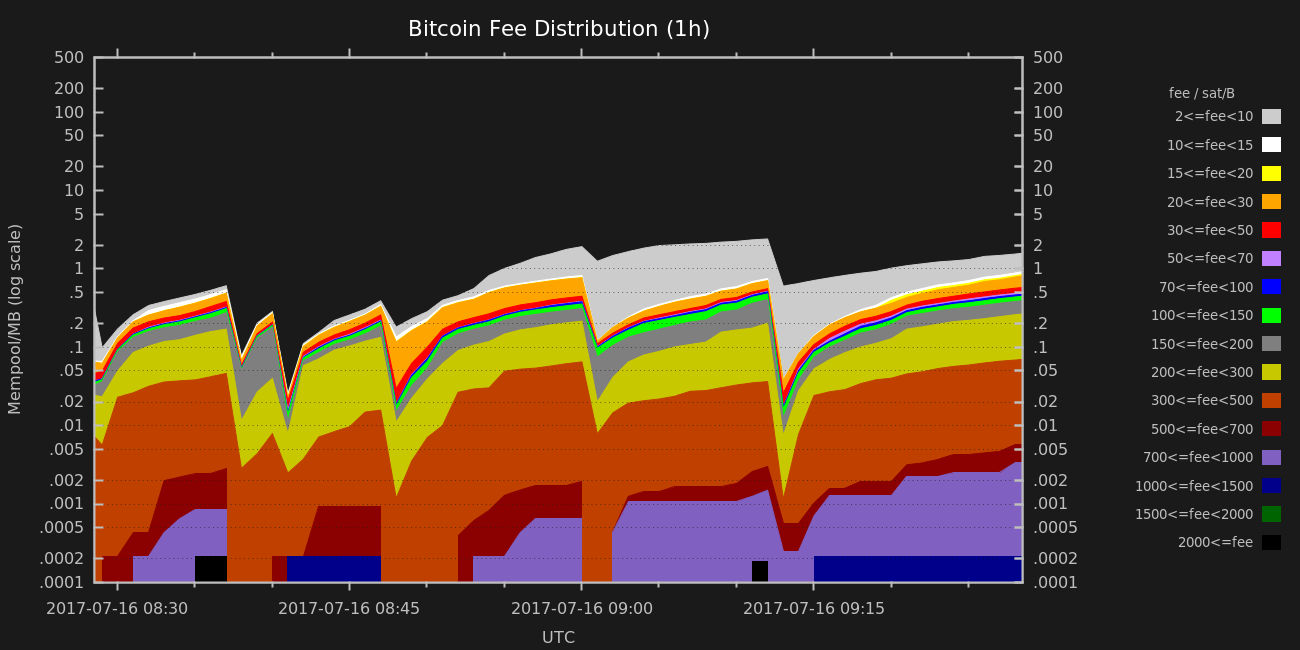 Bitcoin Fee Distribution (1h)
Mempool/MB (log scale)
500 500
200 200
100 100
50 50
20 20
10 10
5 5
2 2
1 1
.5 .5
.2 .2
.1 .1
.05 .05
.02 .02
.01 .01
.005 .005
.002 .002
.001 .001
.0005 .0005
.0002 .0002
.0001 .0001
2017-07-16 08:30 2017-07-16 08:45 2017-07-16 09:00 2017-07-16 09:15
UTC
fee / sat/B
2<=fee<10
10<=fee<15
15<=fee<20
20<=fee<30
30<=fee<50
50<=fee<70
70<=fee<100
100<=fee<150
150<=fee<200
200<=fee<300
300<=fee<500
500<=fee<700
700<=fee<1000
1000<=fee<1500
1500<=fee<2000
2000<=fee